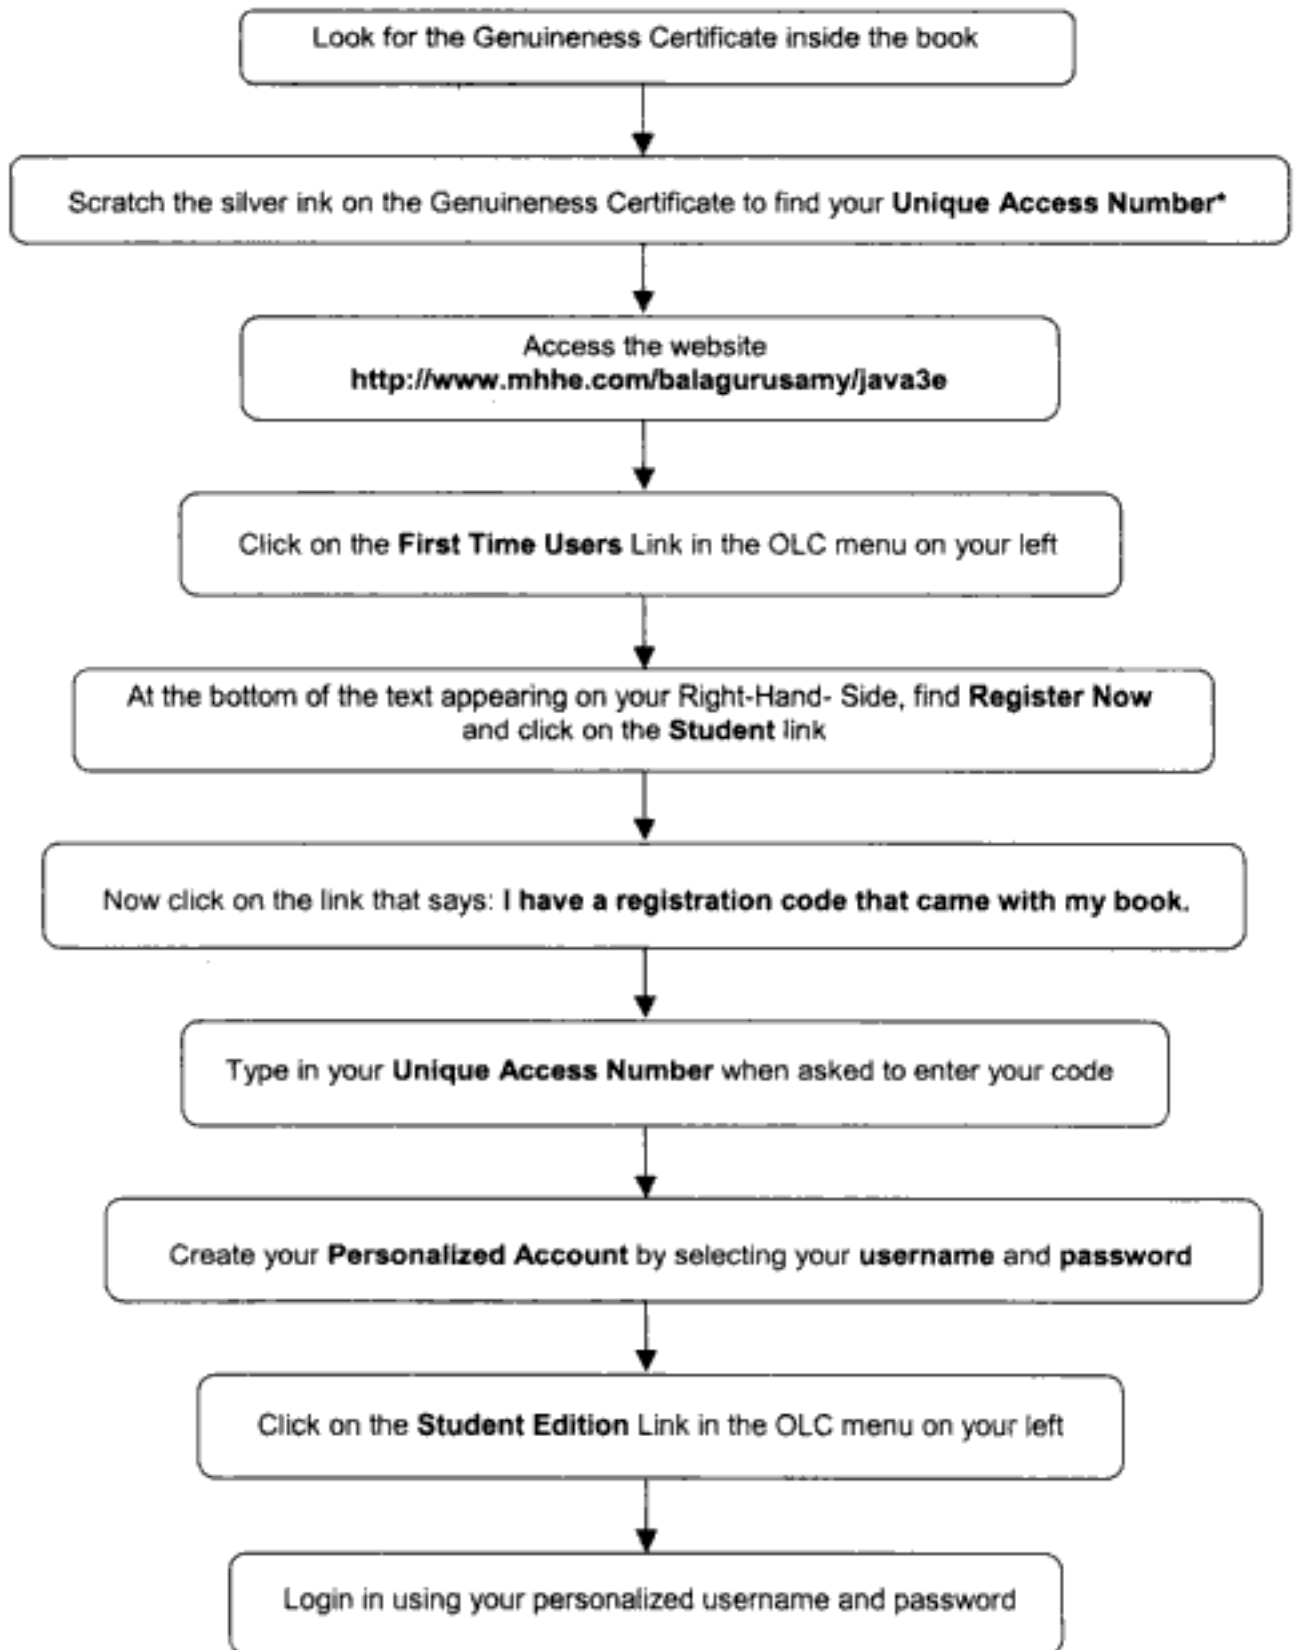 Look for the Genuineness Certificate inside the book
Scratch the silver ink on the Genuineness Certificate to find your Unique Access Number*
Access the website
http://www.mhhe.com/balagurusamy/java3e
Click on the First Time Users Link in the OLC menu on your left
At the bottom of the text appearing on your Right-Hand- Side, find Register Now
and click on the Student link
Now click on the link that says: I have a registration code that came with my book.
Type in your Unique Access Number when asked to enter your code
Create your Personalized Account by selecting your username and password
Click on the Student Edition Link in the OLC menu on your left
Login in using your personalized username and password